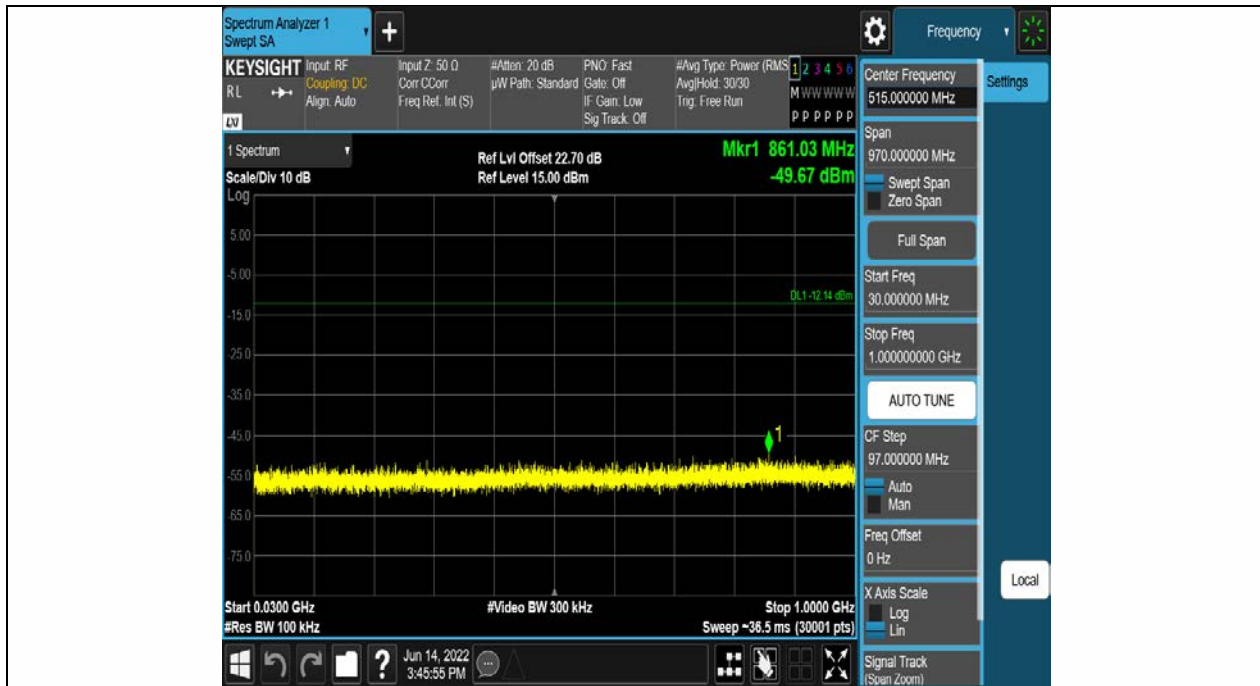 Spectrum Analyzer 1
Swept SA
+
Frequency
KEYSIGHT
RL
LXI
Input: RF
Coupling: DC
Align: Auto
Input Z: 50 Ω
Corr CCorr
Freq Ref: Int (S)
#Atten: 20 dB
µW Path: Standard
PNO: Fast
Gate: Off
IF Gain: Low
Sig Track: Off
#Avg Type: Power (RMS
Avg|Hold: 30/30
Trig: Free Run
1 2 3 4 5 6
M W W W W W
P P P P P P
1 Spectrum
Scale/Div 10 dB
Ref Lvl Offset 22.70 dB
Ref Level 15.00 dBm
Mkr1 861.03 MHz
-49.67 dBm
Log
5.00
-5.00
DL1 -12.14 dBm
-15.0
-25.0
-35.0
-45.0
1
-55.0
-65.0
-75.0
Start 0.0300 GHz
#Video BW 300 kHz
Stop 1.0000 GHz
#Res BW 100 kHz
Sweep ~36.5 ms (30001 pts)
Center Frequency
515.000000 MHz
Settings
Span
970.000000 MHz
Swept Span
Zero Span
Full Span
Start Freq
30.000000 MHz
Stop Freq
1.000000000 GHz
AUTO TUNE
CF Step
97.000000 MHz
Auto
Man
Freq Offset
0 Hz
X Axis Scale
Log
Lin
Local
Signal Track
(Span Zoom)
?
Jun 14, 2022
3:45:55 PM